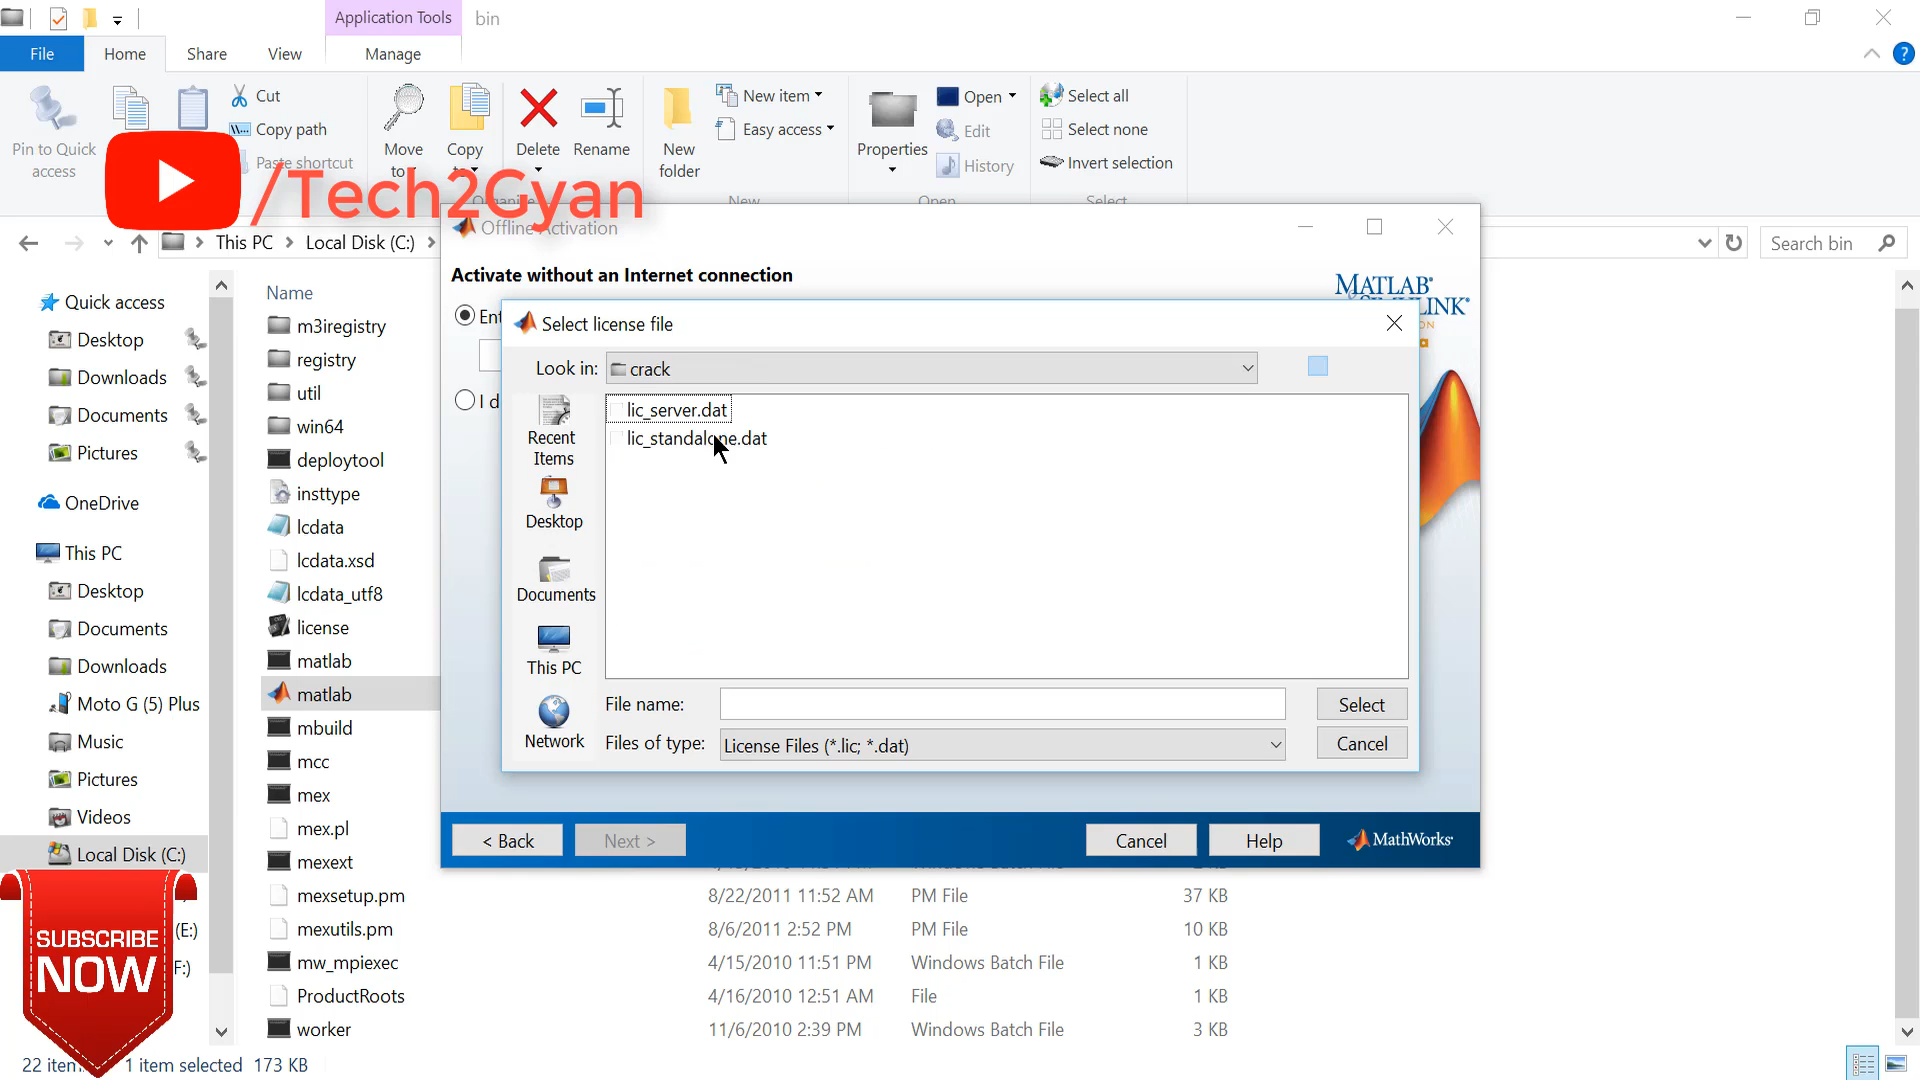 Application Tools
bin
File
Home
Share
View
Manage
Pin to Quick access
Cut
Copy path
Paste shortcut
Move to
Copy to
Delete
Rename
New folder
New item
Easy access
Properties
Open
Edit
History
Select all
Select none
Invert selection
Organize
New
Open
Select
/Tech2Gyan
This PC
Local Disk (C:)
Search bin
Quick access
Desktop
Downloads
Documents
Pictures
OneDrive
This PC
Desktop
Documents
Downloads
Moto G (5) Plus
Music
Pictures
Videos
Local Disk (C:)
(E:)
F:)
SUBSCRIBE
NOW
Name
m3iregistry
registry
util
win64
deploytool
insttype
lcdata
lcdata.xsd
lcdata_utf8
license
matlab
matlab
mbuild
mcc
mex
mex.pl
mexext
mexsetup.pm 8/22/2011 11:52 AM PM File 37 KB
mexutils.pm 8/6/2011 2:52 PM PM File 10 KB
mw_mpiexec 4/15/2010 11:51 PM Windows Batch File 1 KB
ProductRoots 4/16/2010 12:51 AM File 1 KB
worker 11/6/2010 2:39 PM Windows Batch File 3 KB
Offline Activation
Activate without an Internet connection
MATLAB®
Ent
I d
Select license file
Look in:
crack
Recent Items
Desktop
Documents
This PC
Network
lic_server.dat
lic_standalone.dat
File name:
Select
Files of type:
License Files (*.lic; *.dat)
Cancel
< Back
Next >
Cancel
Help
MathWorks®
1 item selected 173 KB